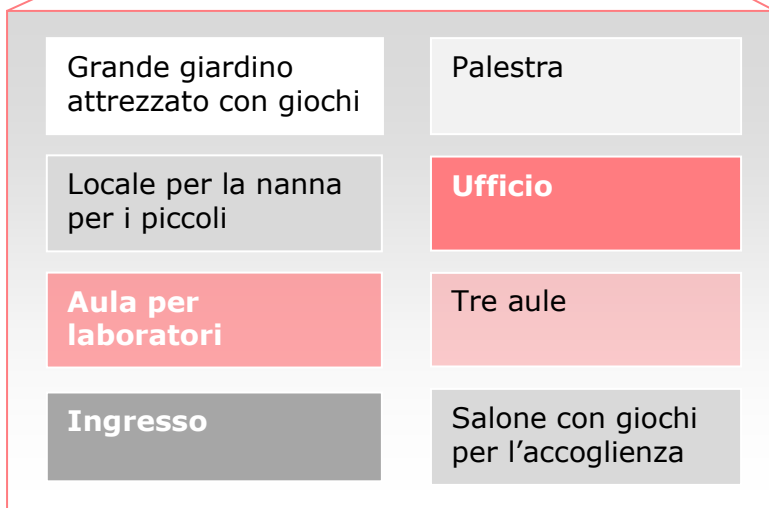 Grande giardino
attrezzato con giochi
Palestra
Locale per la nanna
per i piccoli
Ufficio
Aula per
laboratori
Tre aule
Ingresso
Salone con giochi
per l’accoglienza